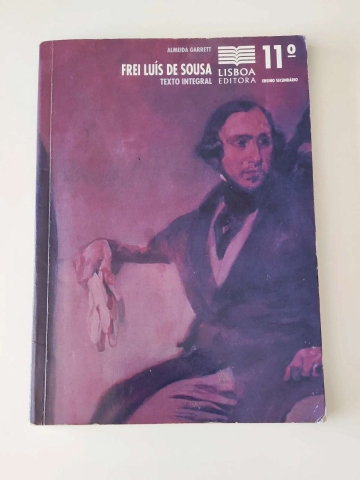 ALMEIDA GARRETT
FREI LUÍS DE SOUSA
TEXTO INTEGRAL
LISBOA
EDITORA
11º
ENSINO SECUNDÁRIO